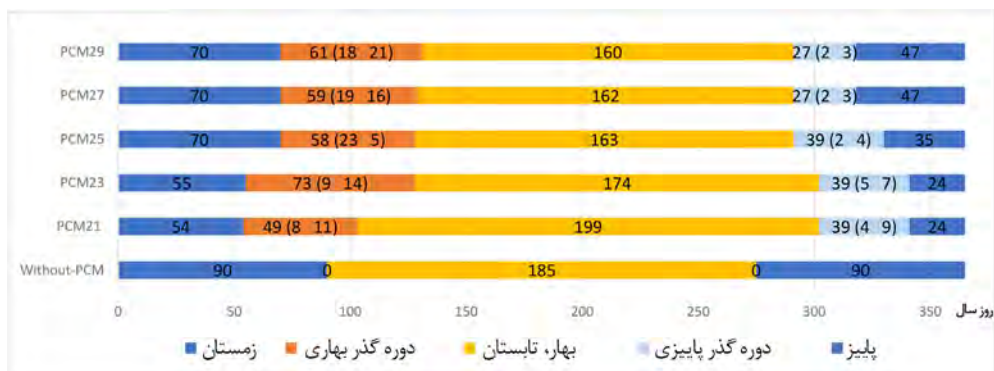 PCM29 70 61 (18 21) 160 27 (2 3) 47
PCM27 70 59 (19 16) 162 27 (2 3) 47
PCM25 70 58 (23 5) 163 39 (2 4) 35
PCM23 55 73 (9 14) 174 39 (5 7) 24
PCM21 54 49 (8 11) 199 39 (4 9) 24
Without-PCM 90 0 185 0 90
0 50 100 150 200 250 300 350 روز سال
زمستان دوره گذر بهاری بهار، تابستان دوره گذر پاییزی پاییز